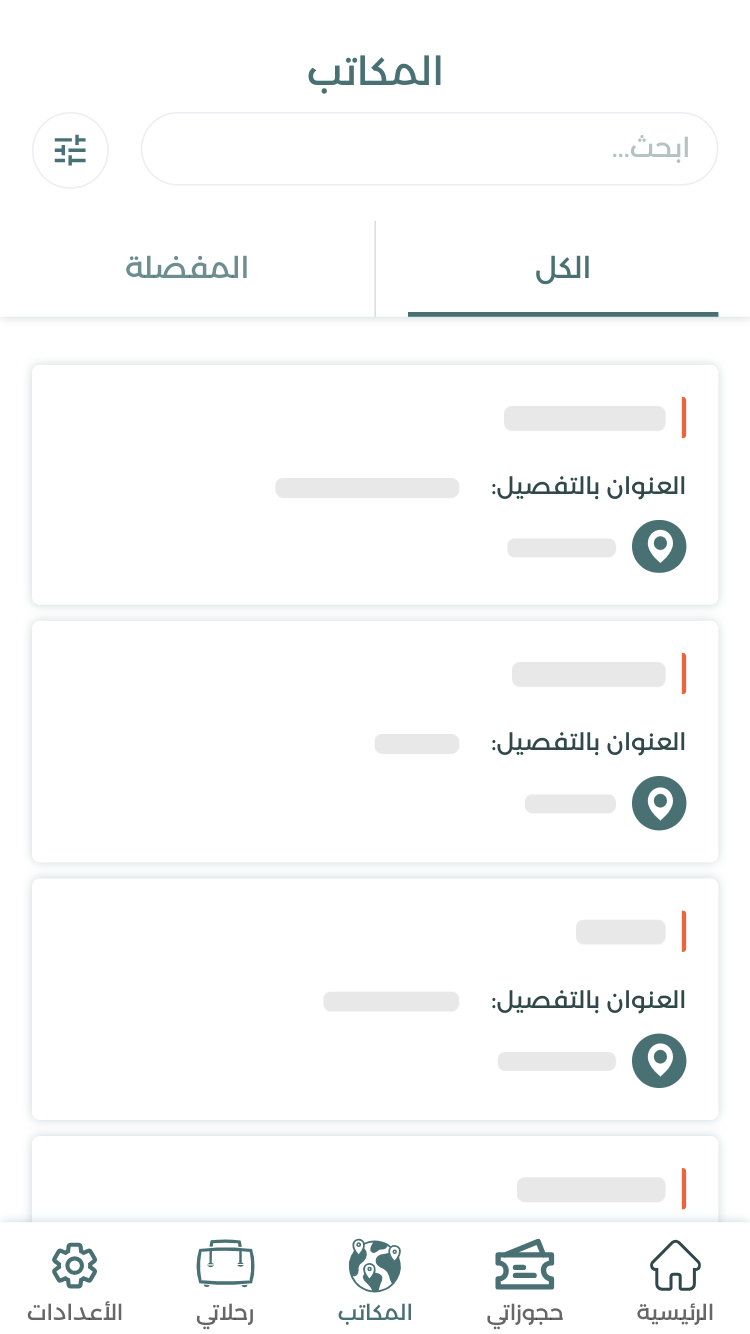 المكاتب
ابحث...
الكل
المفضلة
العنوان بالتفصيل:
العنوان بالتفصيل:
العنوان بالتفصيل:
الرئيسية
حجوزاتي
المكاتب
رحلاتي
الأعدادات